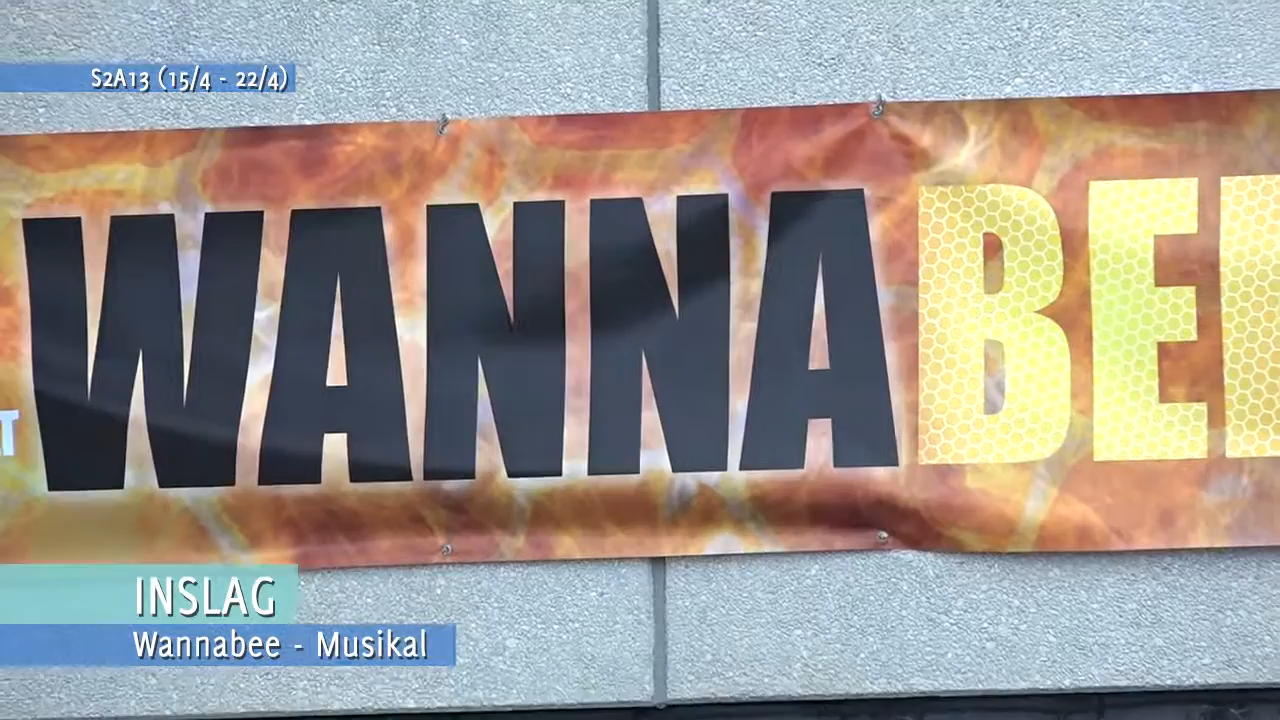 S2A13 (15/4 - 22/4)
WANNABE
INSLAG
Wannabee - Musikal